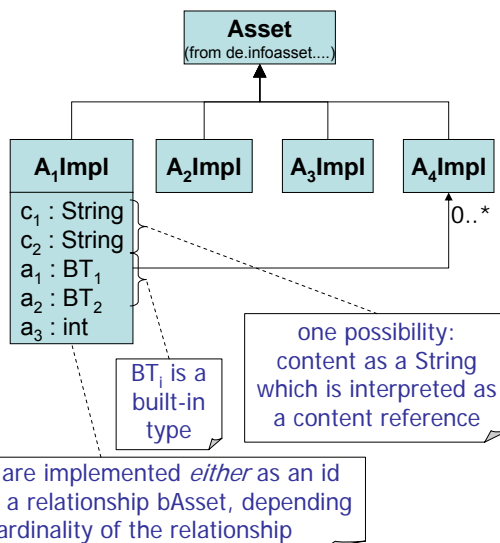 Asset
(from de.infoasset....)
A₁Impl
A₂Impl
A₃Impl
A₄Impl
c₁ : String
c₂ : String
a₁ : BT₁
a₂ : BT₂
a₃ : int
0..*
BTᵢ is a
built-in
type
one possibility:
content as a String
which is interpreted as
a content reference
are implemented either as an id
a relationship bAsset, depending
ardinality of the relationship